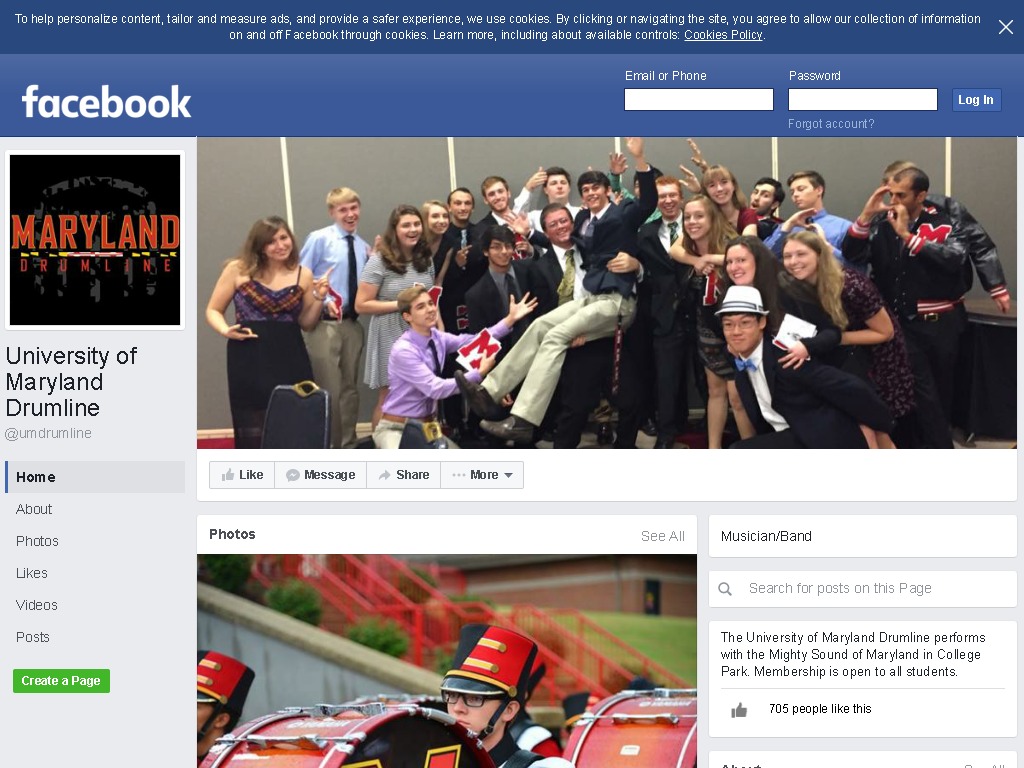 To help personalize content, tailor and measure ads, and provide a safer experience, we use cookies. By clicking or navigating the site, you agree to allow our collection of information
on and off Facebook through cookies. Learn more, including about available controls: Cookies Policy.
facebook
Email or Phone
Password
Log In
Forgot account?
MARYLAND
DRUMLINE
University of
Maryland
Drumline
@umdrumline
Home
About
Photos
Likes
Videos
Posts
Create a Page
M
M
Like
Message
Share
More
Photos
See All
Musician/Band
Search for posts on this Page
The University of Maryland Drumline performs
with the Mighty Sound of Maryland in College
Park. Membership is open to all students.
705 people like this